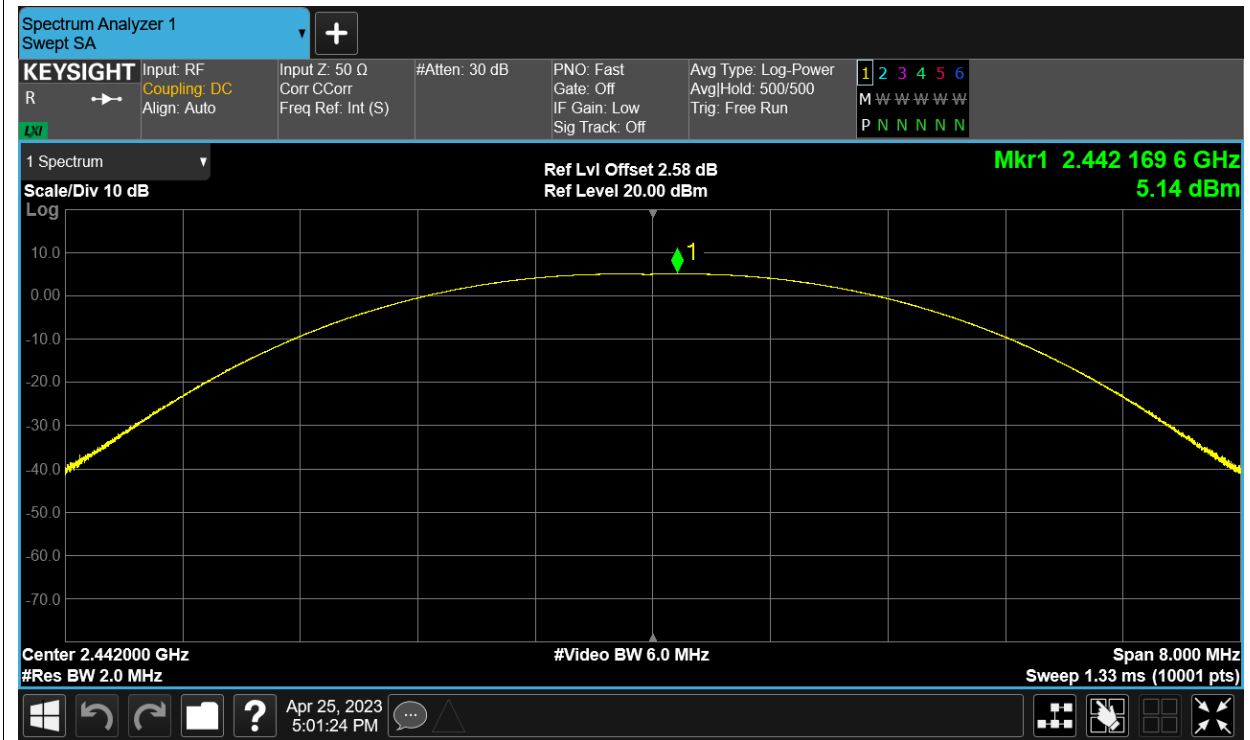 Spectrum Analyzer 1
Swept SA
+
KEYSIGHT
R
LXI
Input: RF
Coupling: DC
Align: Auto
Input Z: 50 Ω
Corr CCorr
Freq Ref: Int (S)
#Atten: 30 dB
PNO: Fast
Gate: Off
IF Gain: Low
Sig Track: Off
Avg Type: Log-Power
Avg|Hold: 500/500
Trig: Free Run
1 2 3 4 5 6
M W W W W W
P N N N N N
1 Spectrum
Scale/Div 10 dB
Log
Ref Lvl Offset 2.58 dB
Ref Level 20.00 dBm
Mkr1 2.442 169 6 GHz
5.14 dBm
1
10.0
0.00
-10.0
-20.0
-30.0
-40.0
-50.0
-60.0
-70.0
Center 2.442000 GHz
#Res BW 2.0 MHz
#Video BW 6.0 MHz
Span 8.000 MHz
Sweep 1.33 ms (10001 pts)
?
Apr 25, 2023
5:01:24 PM